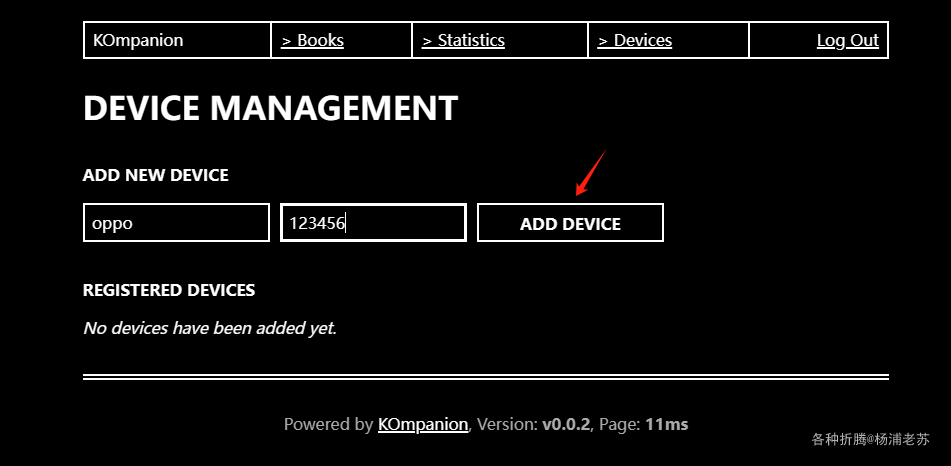 KOmpanion > Books > Statistics > Devices Log Out
DEVICE MANAGEMENT
ADD NEW DEVICE
oppo 123456 ADD DEVICE
REGISTERED DEVICES
No devices have been added yet.
Powered by KOmpanion, Version: v0.0.2, Page: 11ms
各种折腾@杨浦老苏